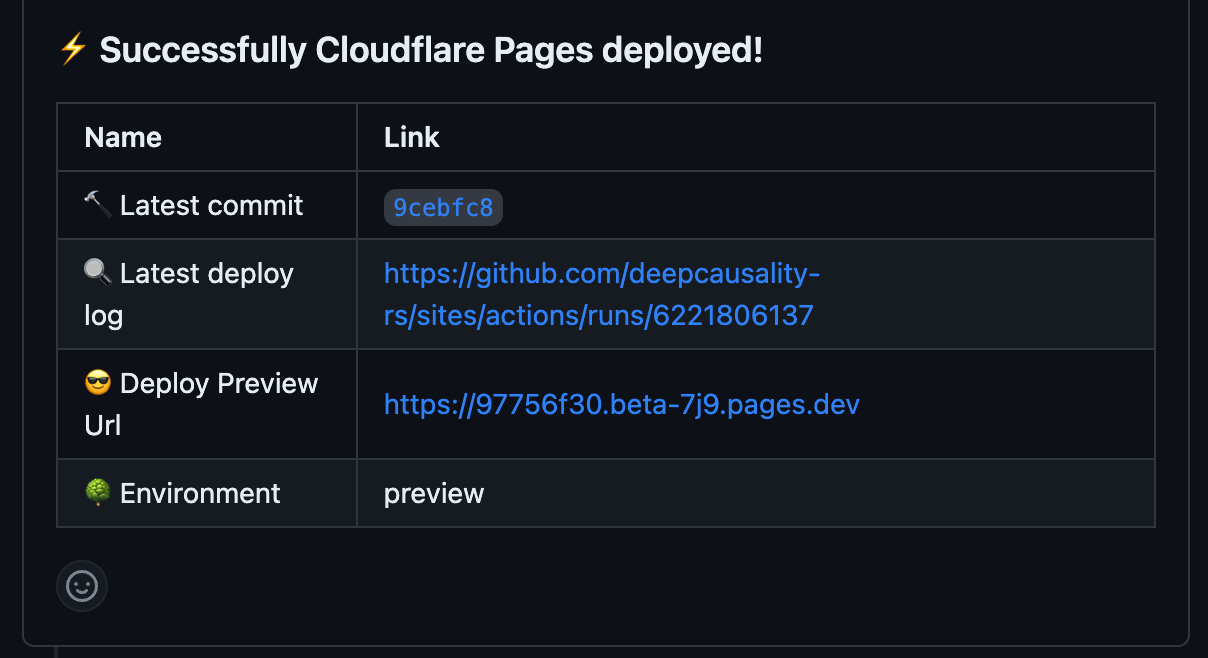 ⚡ Successfully Cloudflare Pages deployed!
Name
Link
🔨 Latest commit
9cebfc8
🔍 Latest deploy
log
https://github.com/deepcausality-
rs/sites/actions/runs/6221806137
😎 Deploy Preview
Url
https://97756f30.beta-7j9.pages.dev
🌳 Environment
preview